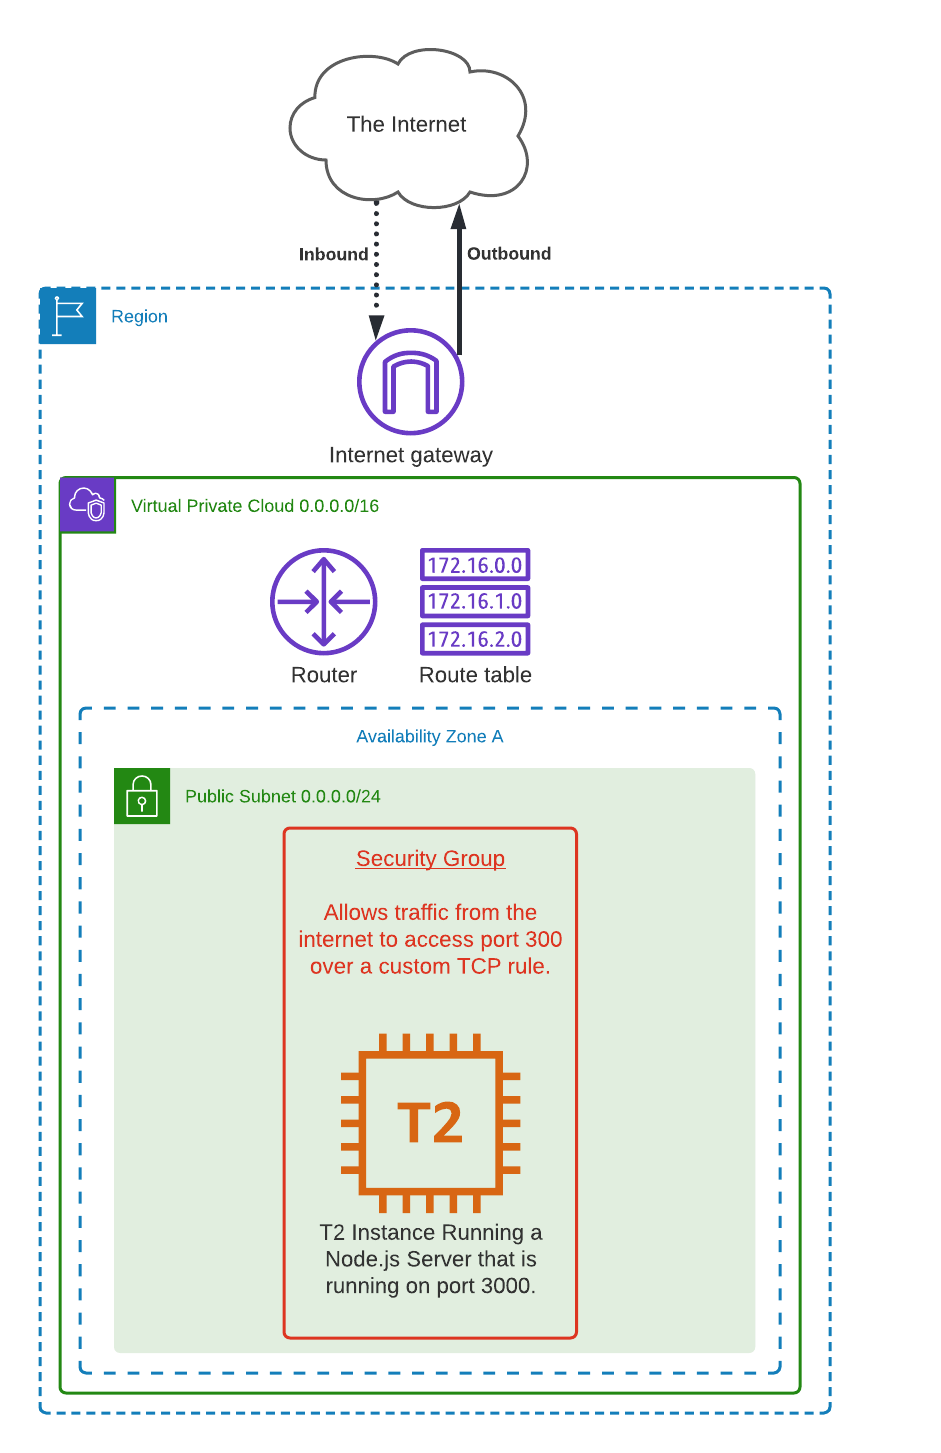 The Internet
Inbound
Outbound
Region
Internet gateway
Virtual Private Cloud 0.0.0.0/16
172.16.0.0
172.16.1.0
172.16.2.0
Router
Route table
Availability Zone A
Public Subnet 0.0.0.0/24
Security Group
Allows traffic from the
internet to access port 300
over a custom TCP rule.
T2
T2 Instance Running a
Node.js Server that is
running on port 3000.